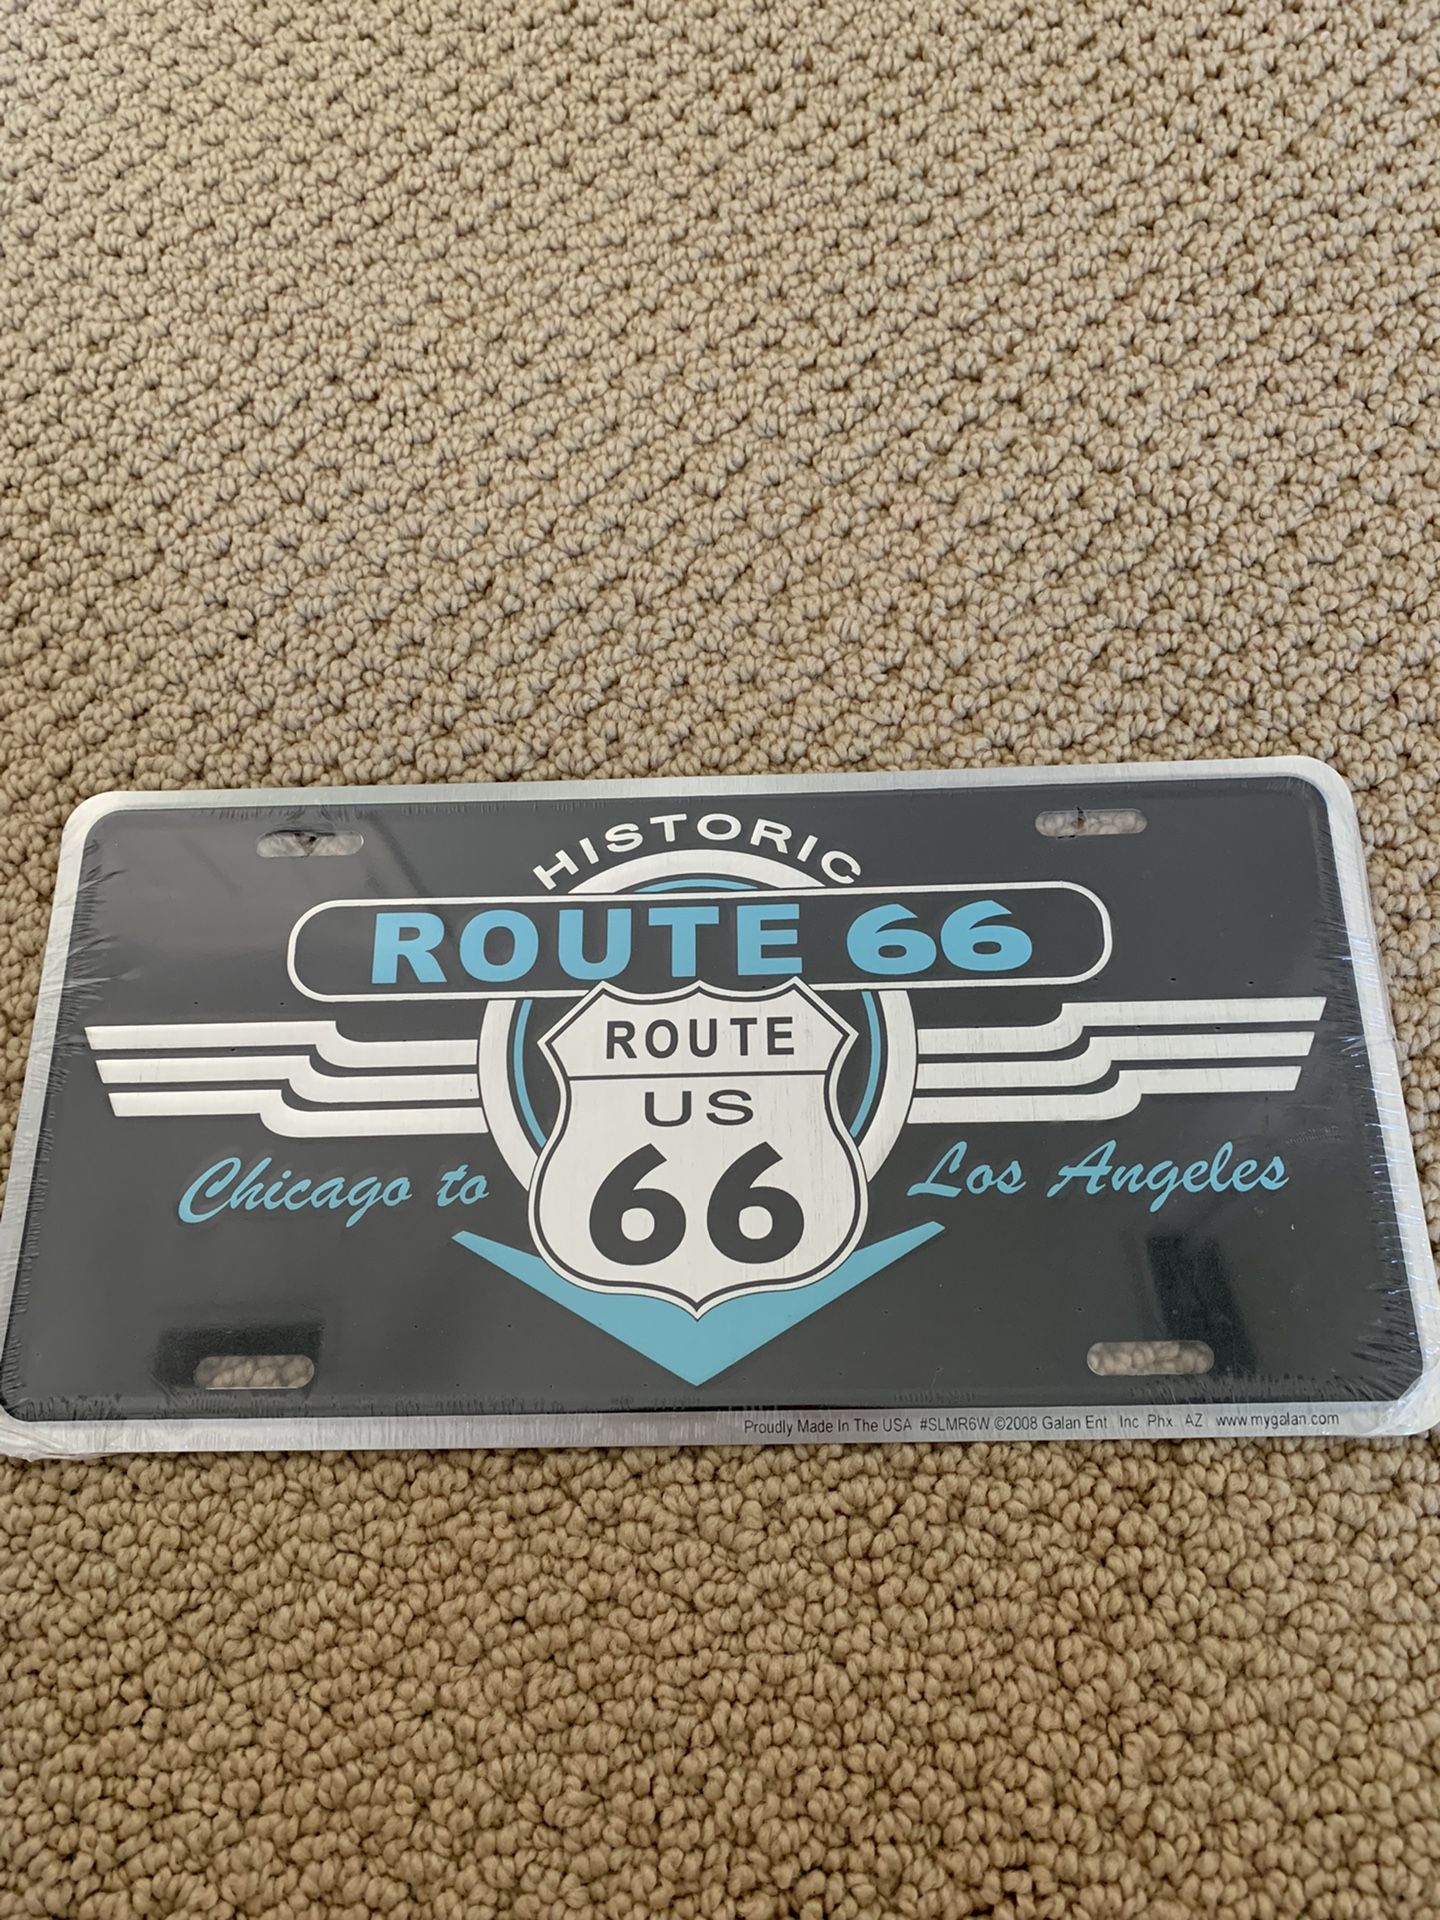 HISTORIC
ROUTE 66
ROUTE
US
66
Chicago to Los Angeles
Proudly Made In The USA #SLMR6W ©2008 Galan Ent Inc Phx AZ www.mygalan.com